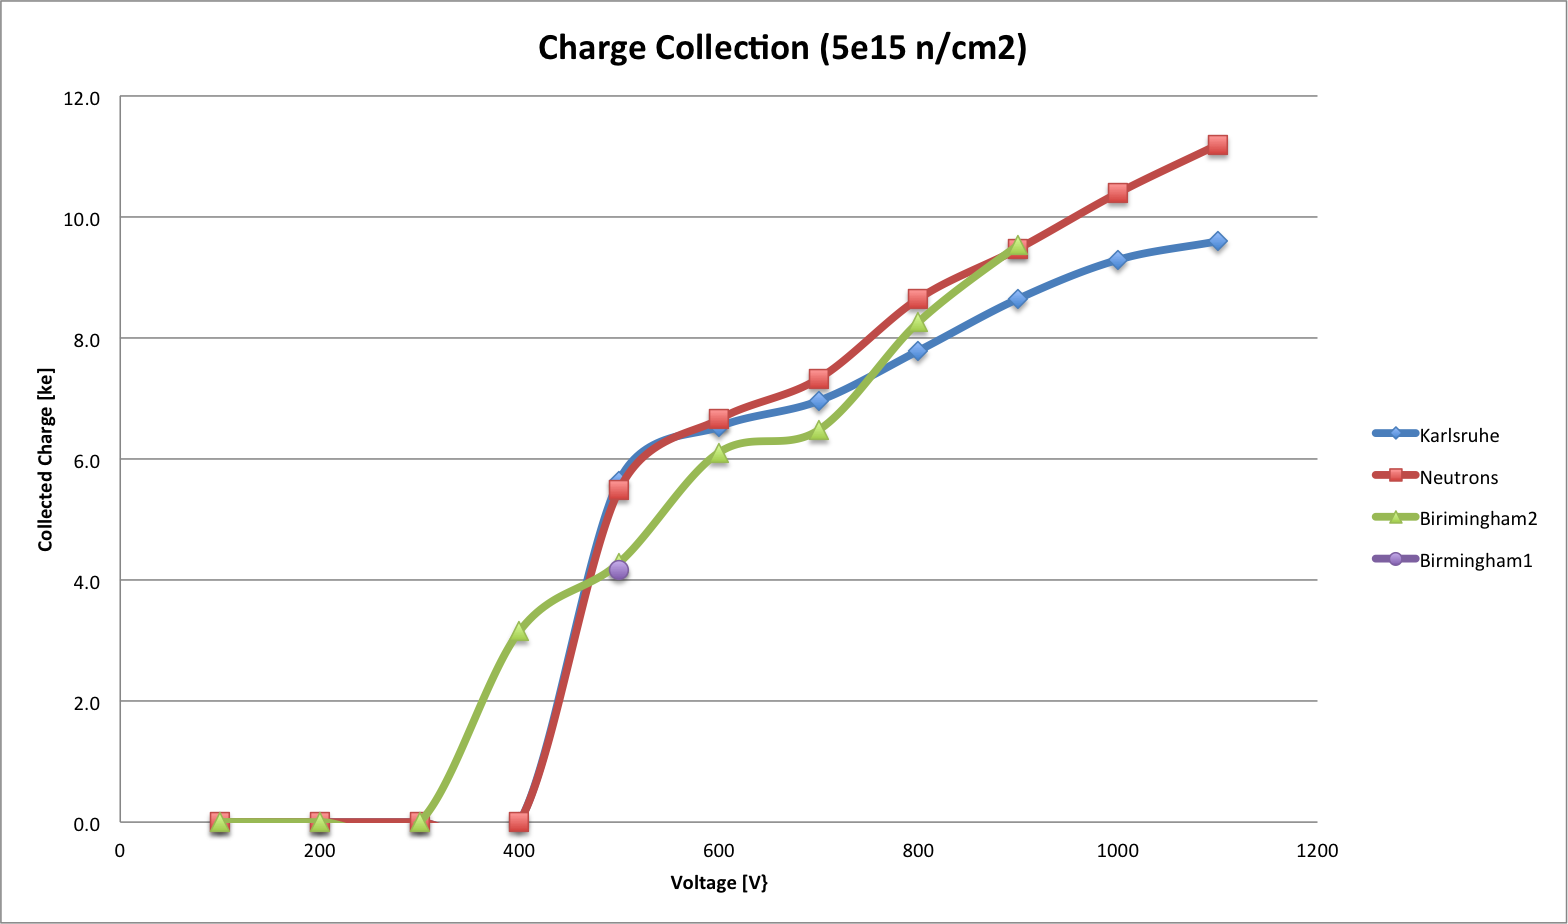 Charge Collection (5e15 n/cm2)
12.0
10.0
8.0
6.0
4.0
2.0
0.0
Collected Charge [ke]
0 200 400 600 800 1000 1200
Voltage [V}
Karlsruhe
Neutrons
Birimingham2
Birmingham1